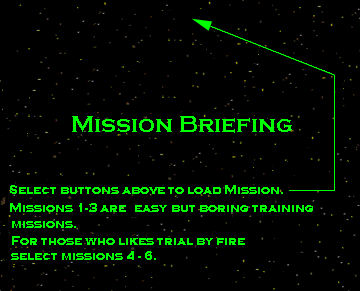 Mission Briefing
Select buttons above to load Mission.
Missions 1-3 are easy but boring training
missions.
For those who likes trial by fire
select missions 4 - 6.